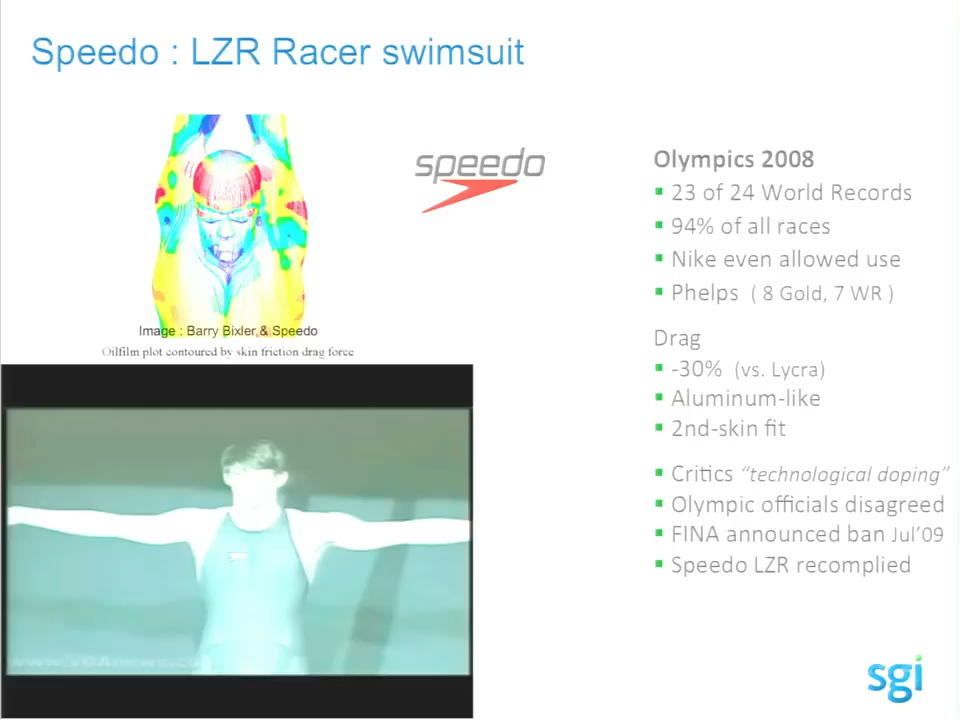 Speedo : LZR Racer swimsuit
speedo
Image : Barry Bixler & Speedo
Oilfilm plot contoured by skin friction drag force
Olympics 2008
▪ 23 of 24 World Records
▪ 94% of all races
▪ Nike even allowed use
▪ Phelps ( 8 Gold, 7 WR )
Drag
▪ -30% (vs. Lycra)
▪ Aluminum-like
▪ 2nd-skin fit
▪ Critics “technological doping”
▪ Olympic officials disagreed
▪ FINA announced ban Jul’09
▪ Speedo LZR recomplied
sgi